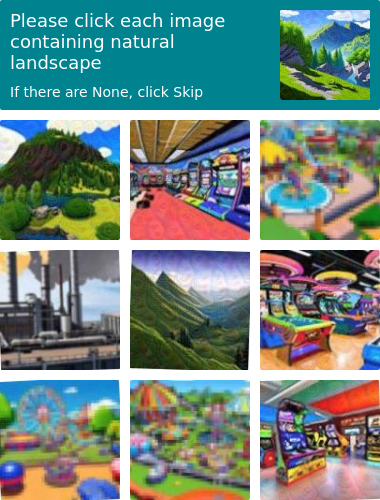 Please click each image
containing natural
landscape
If there are None, click Skip